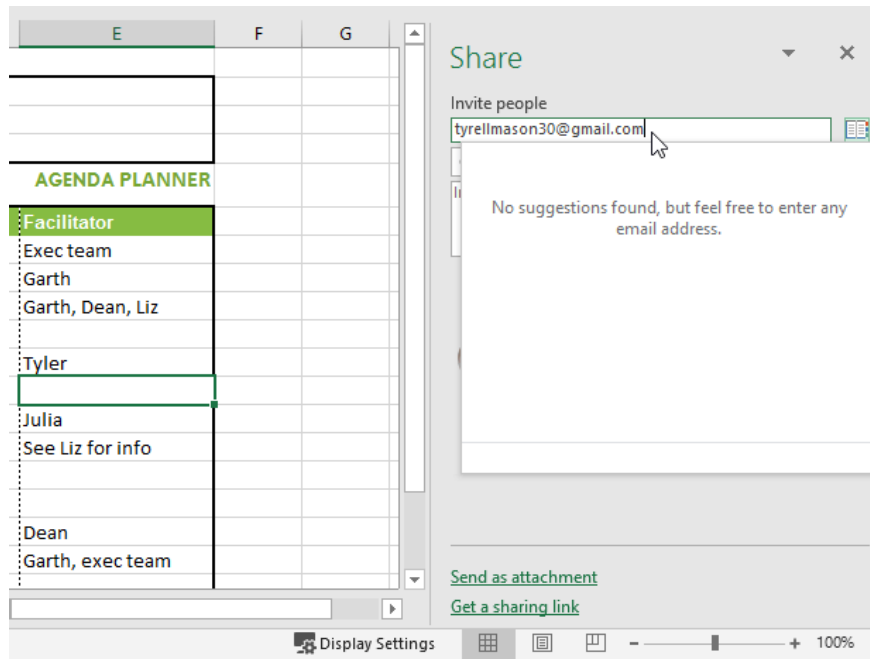 E F G
AGENDA PLANNER
Facilitator
Exec team
Garth
Garth, Dean, Liz
Tyler
Julia
See Liz for info
Dean
Garth, exec team
Share
Invite people
tyrellmason30@gmail.com
No suggestions found, but feel free to enter any
email address.
Send as attachment
Get a sharing link
Display Settings
100%